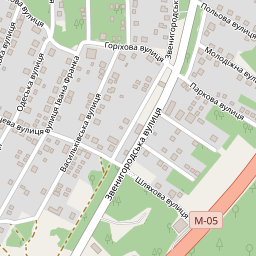 Польова вулиця
Звенигородська
Горіхова вулиця
Молодіжна вулиця
Одеська вулиця
Івана Франка
Паркова вулиця
Васильківська вулиця
Звенигородська вулиця
Шляхова вулиця
M-05